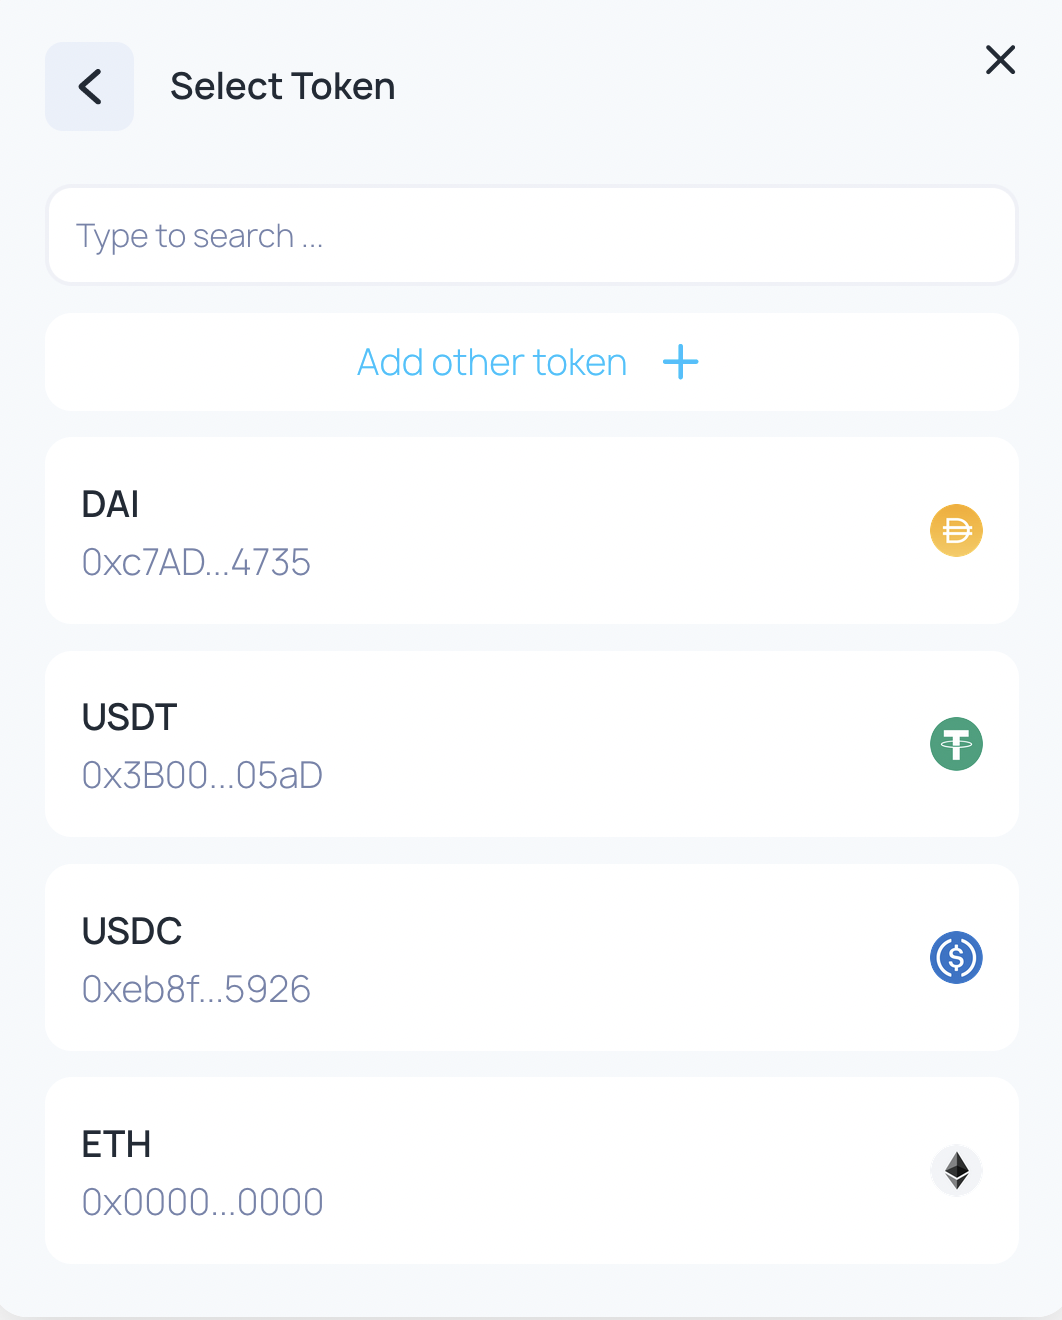 Select Token
Type to search ...
Add other token
DAI
0xc7AD...4735
USDT
0x3B00...05aD
USDC
0xeb8f...5926
ETH
0x0000...0000